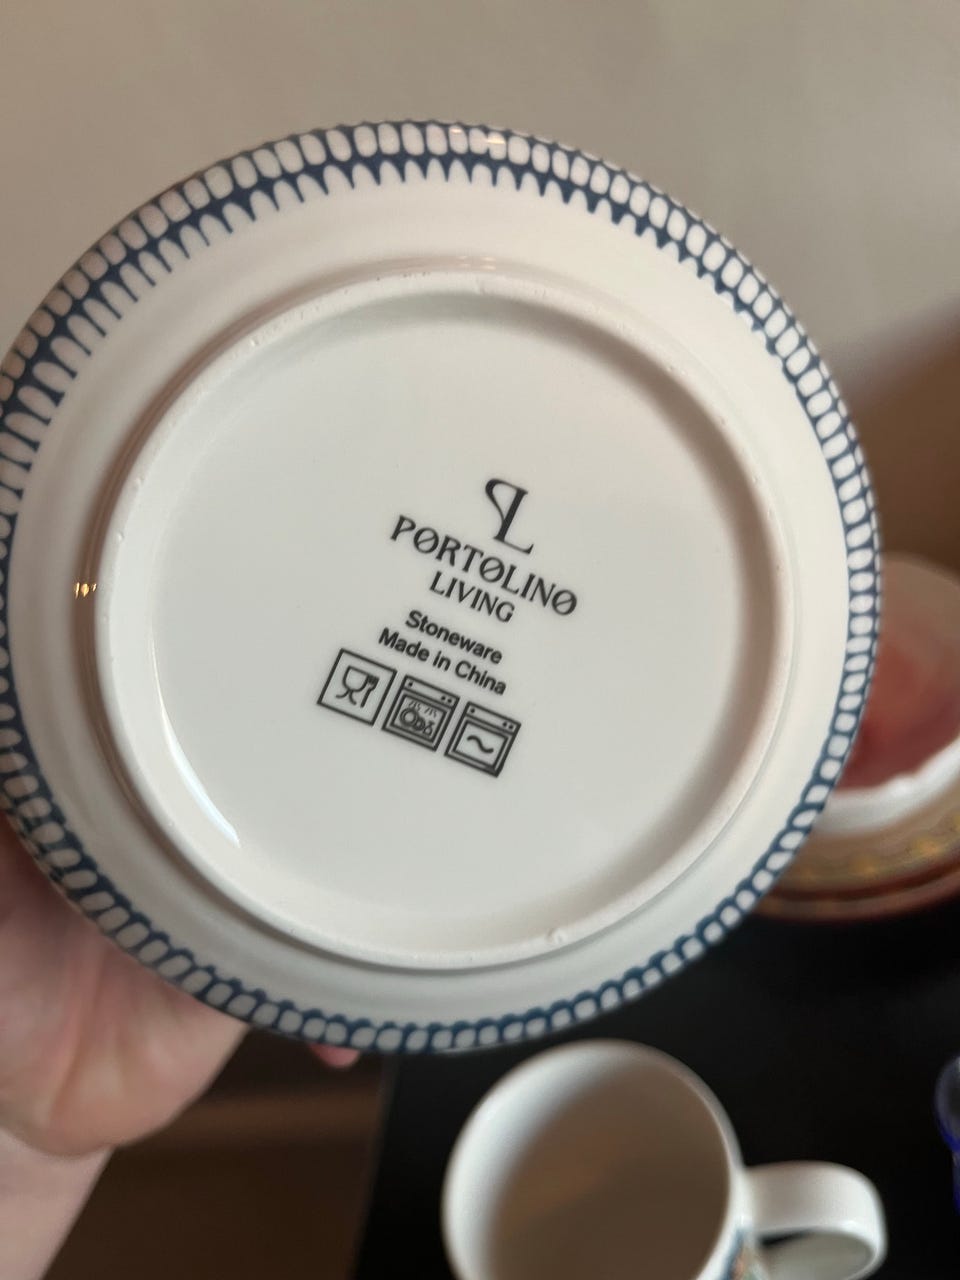 PL
PORTOLINO
LIVING
Stoneware
Made in China